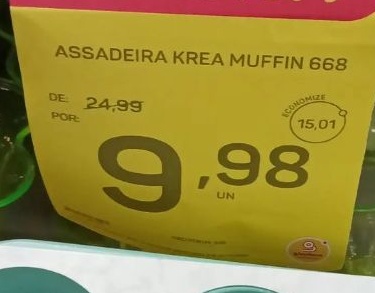 ASSADEIRA KREA MUFFIN 668
DE: 24,99
ECONOMIZE
15,01
POR:
9,98
UN